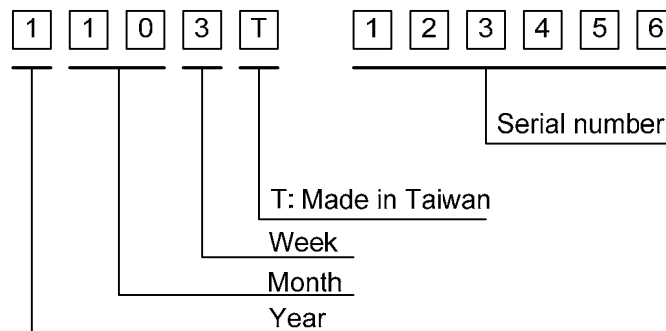 1 1 0 3 T 1 2 3 4 5 6
Serial number
T: Made in Taiwan
Week
Month
Year